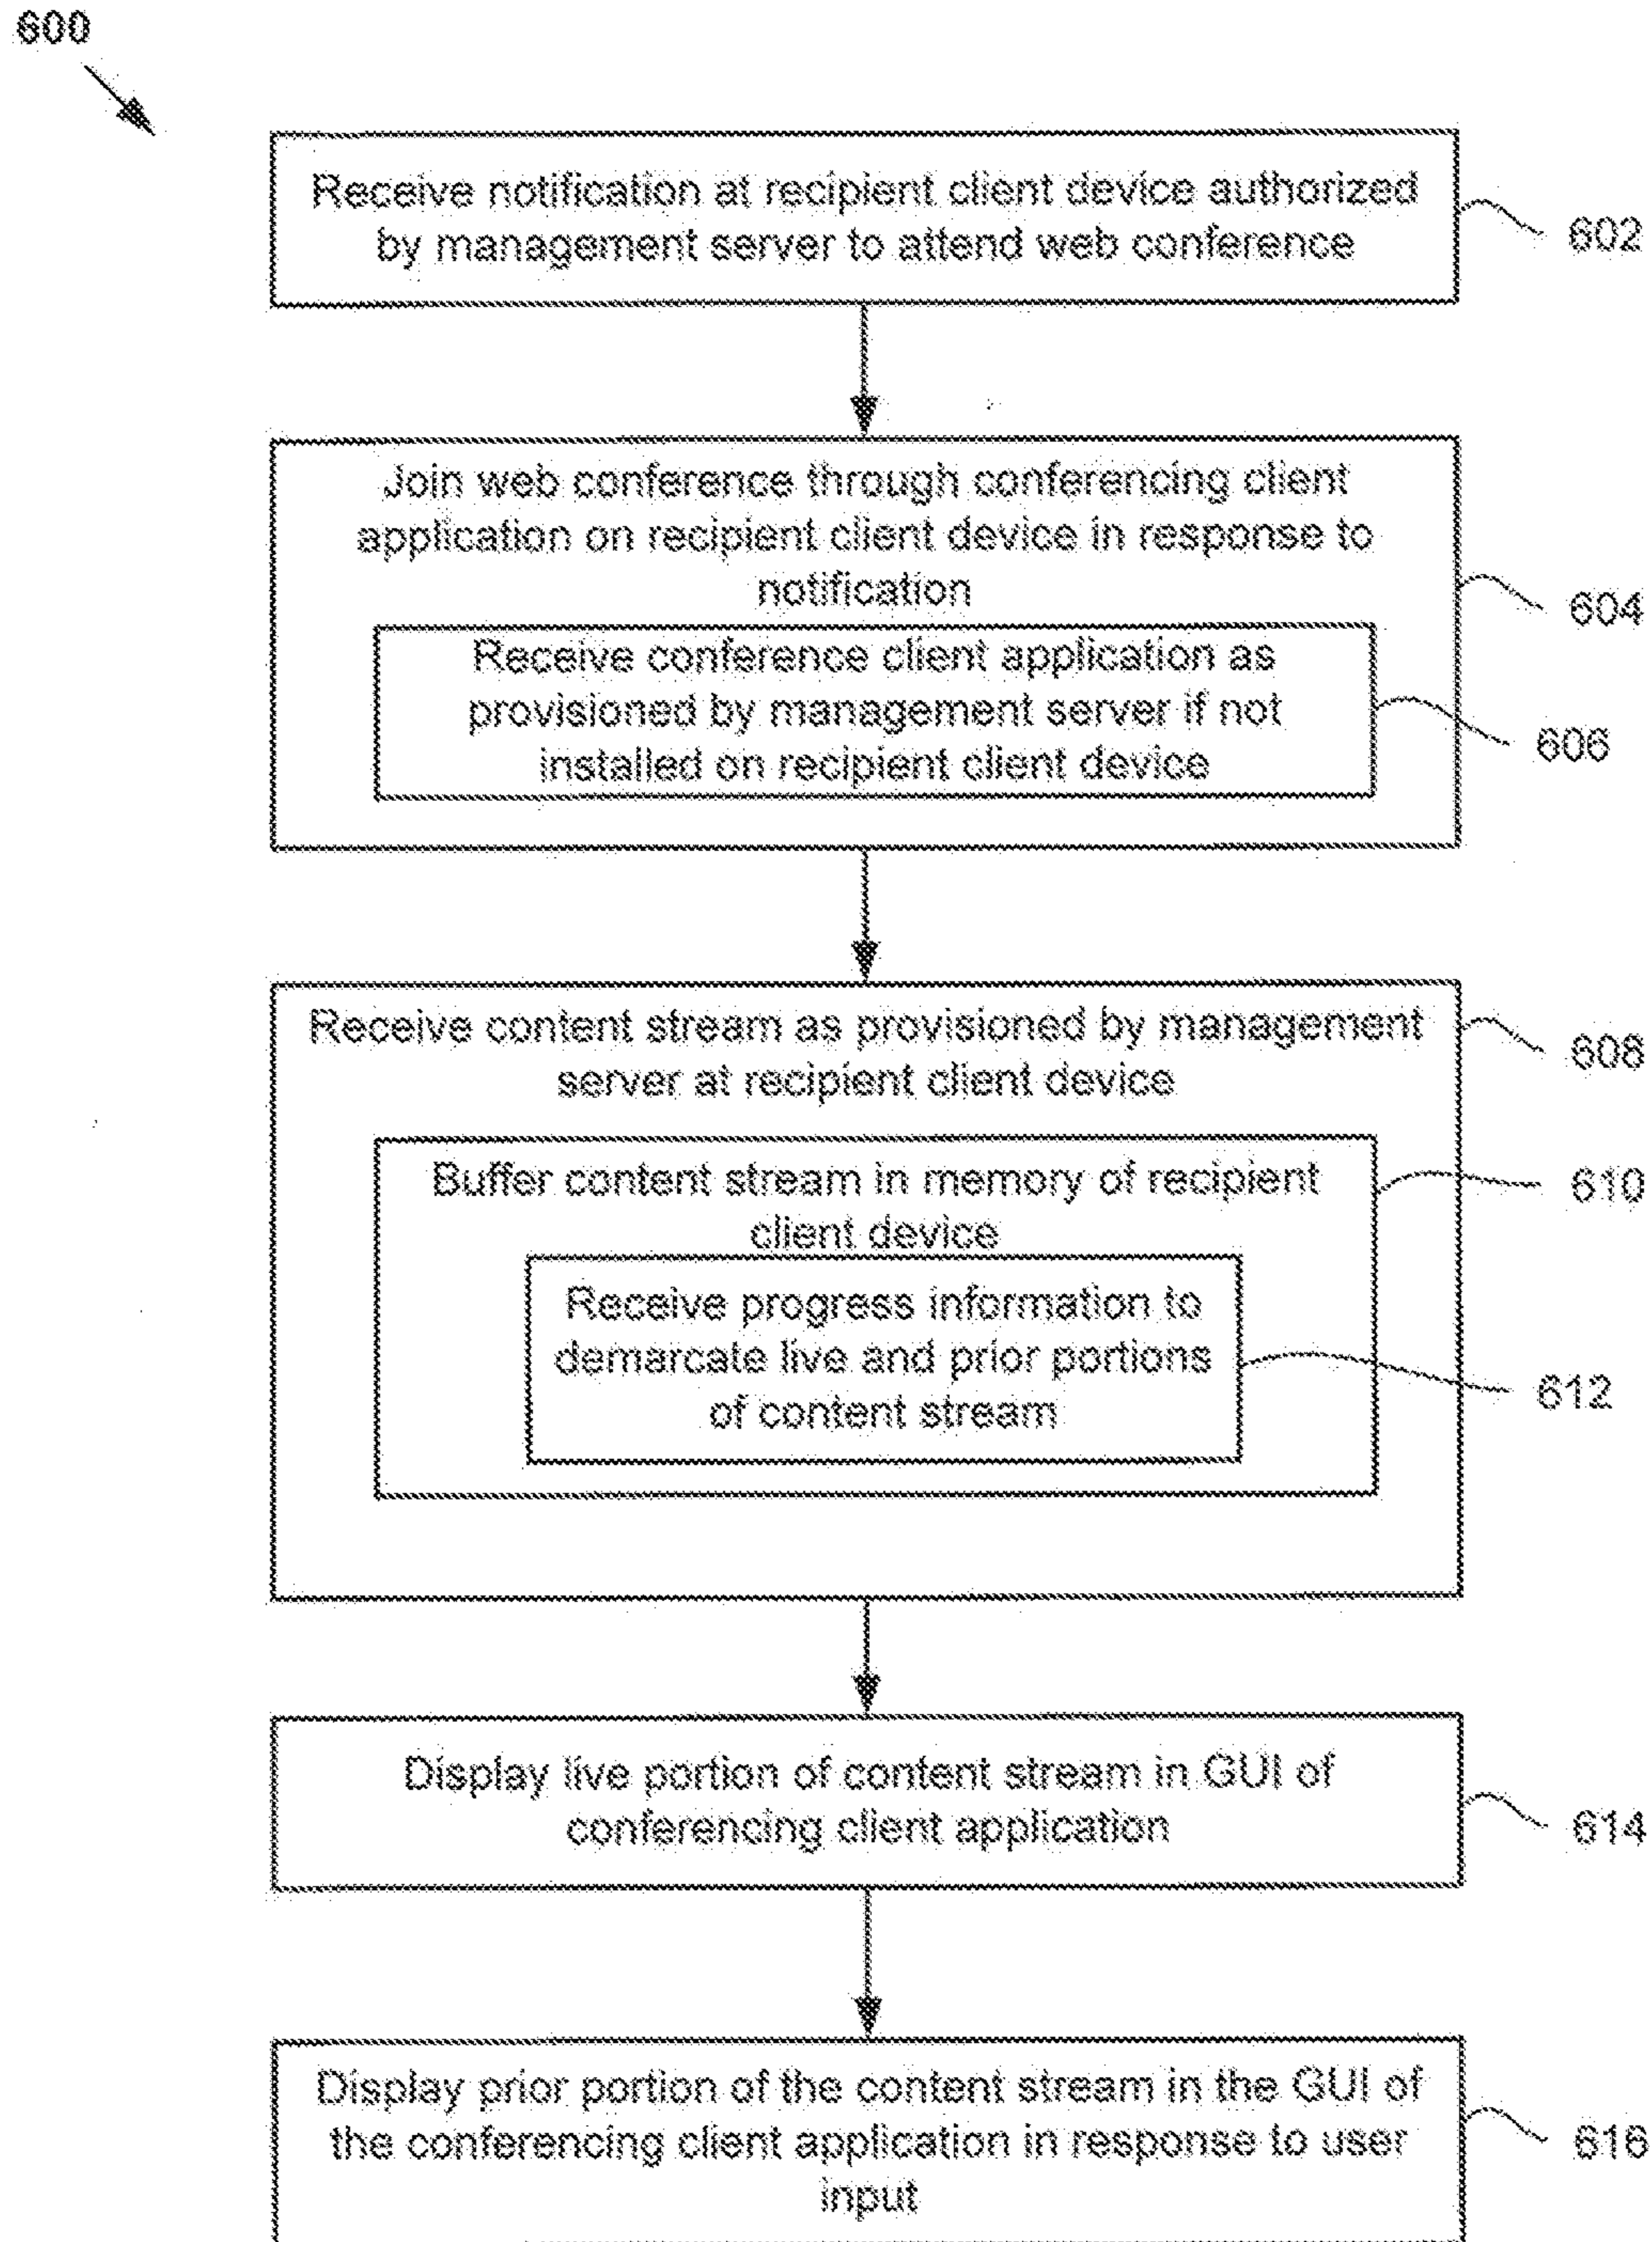 600
Receive notification at recipient client device authorized
by management server to attend web conference
602
Join web conference through conferencing client
application on recipient client device in response to
notification
604
Receive conference client application as
provisioned by management server if not
installed on recipient client device
606
Receive content stream as provisioned by management
server at recipient client device
608
Buffer content stream in memory of recipient
client device
610
Receive progress information to
demarcate live and prior portions
of content stream
612
Display live portion of content stream in GUI of
conferencing client application
614
Display prior portion of the content stream in the GUI of
the conferencing client application in response to user
input
616